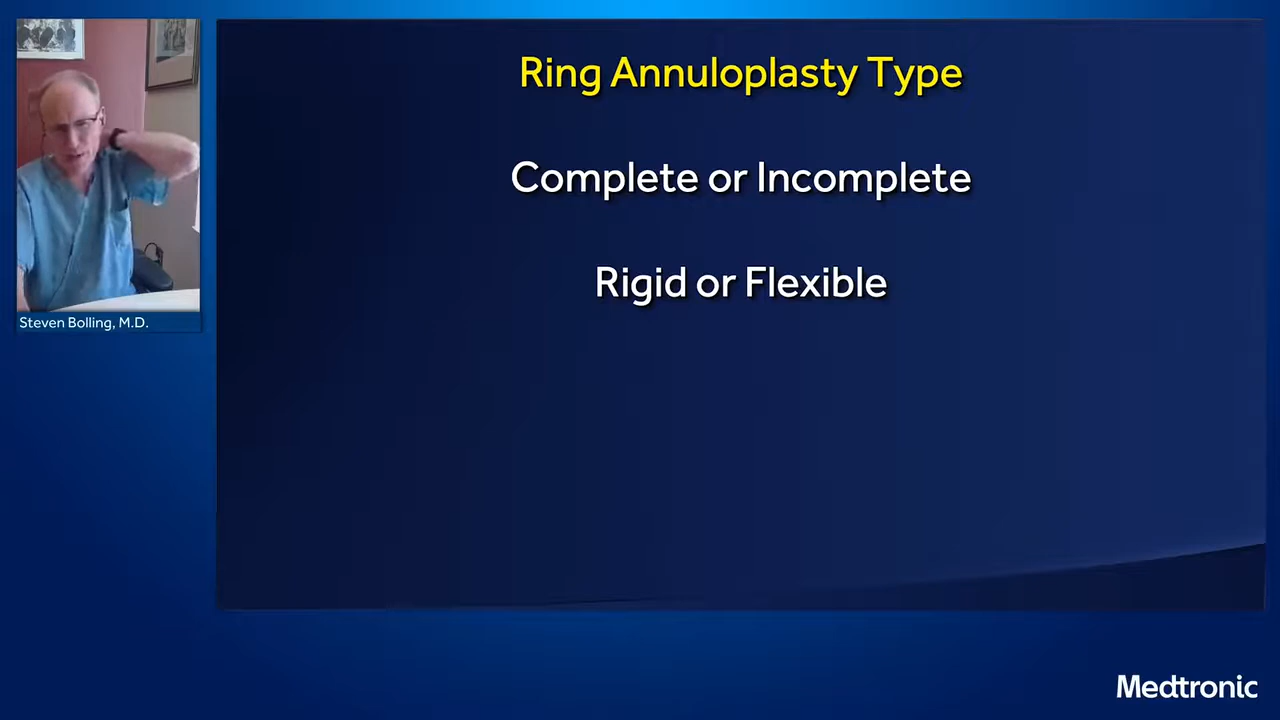 Ring Annuloplasty Type
Complete or Incomplete
Rigid or Flexible
Steven Bolling, M.D.
Medtronic